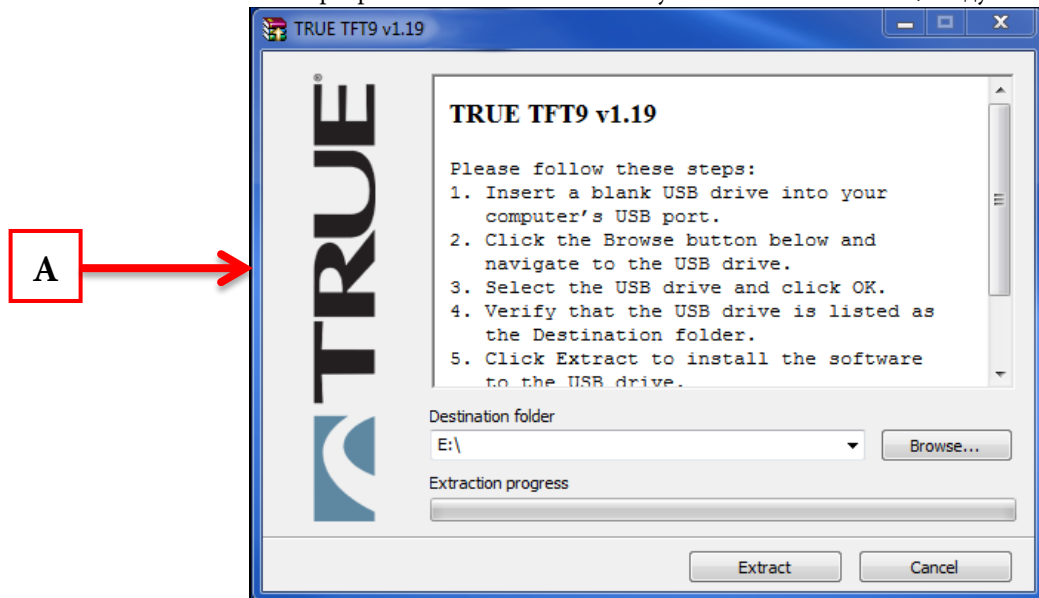 TRUE TFT9 v1.19
TRUE®
TRUE TFT9 v1.19
Please follow these steps:
1. Insert a blank USB drive into your
computer's USB port.
2. Click the Browse button below and
navigate to the USB drive.
3. Select the USB drive and click OK.
4. Verify that the USB drive is listed as
the Destination folder.
5. Click Extract to install the software
to the USB drive.
A
Destination folder
E:\
Browse...
Extraction progress
Extract
Cancel